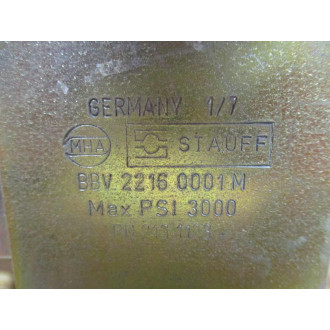 GERMANY 1/7
MHA STAUFF
BBV 2216 0001 M
Max PSI 3000